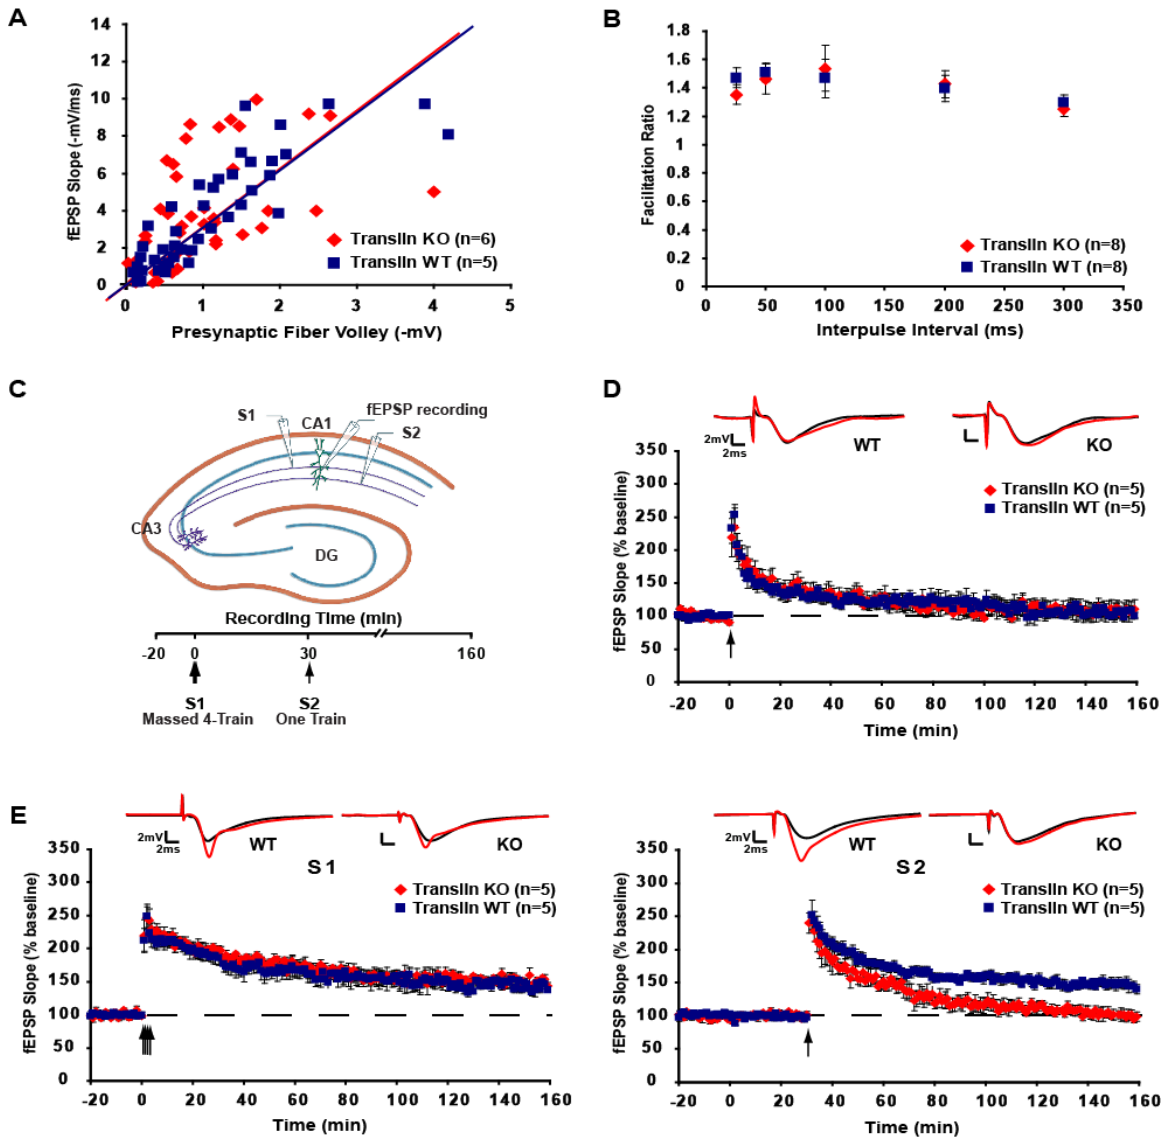 A
14
12
10
8
6
4
2
0
0 1 2 3 4 5
fEPSP Slope (-mV/ms)
Presynaptic Fiber Volley (-mV)
Translin KO (n=6)
Translin WT (n=5)
B
1.8
1.6
1.4
1.2
1
0.8
0.6
0.4
0.2
0
0 50 100 150 200 250 300 350
Facilitation Ratio
Interpulse Interval (ms)
Translin KO (n=8)
Translin WT (n=8)
C
S1
CA1
fEPSP recording
S2
CA3
DG
Recording Time (min)
-20 0 30 160
S1 S2
Massed 4-Train One Train
D
2mV
2ms
WT
KO
350
300
250
200
150
100
50
0
-20 0 20 40 60 80 100 120 140 160
fEPSP Slope (% baseline)
Time (min)
Translin KO (n=5)
Translin WT (n=5)
E
2mV
2ms
WT
KO
S1
350
300
250
200
150
100
50
0
-20 0 20 40 60 80 100 120 140 160
fEPSP Slope (% baseline)
Time (min)
Translin KO (n=5)
Translin WT (n=5)
2mV
2ms
WT
KO
S2
350
300
250
200
150
100
50
0
-20 0 20 40 60 80 100 120 140 160
fEPSP Slope (% baseline)
Time (min)
Translin KO (n=5)
Translin WT (n=5)